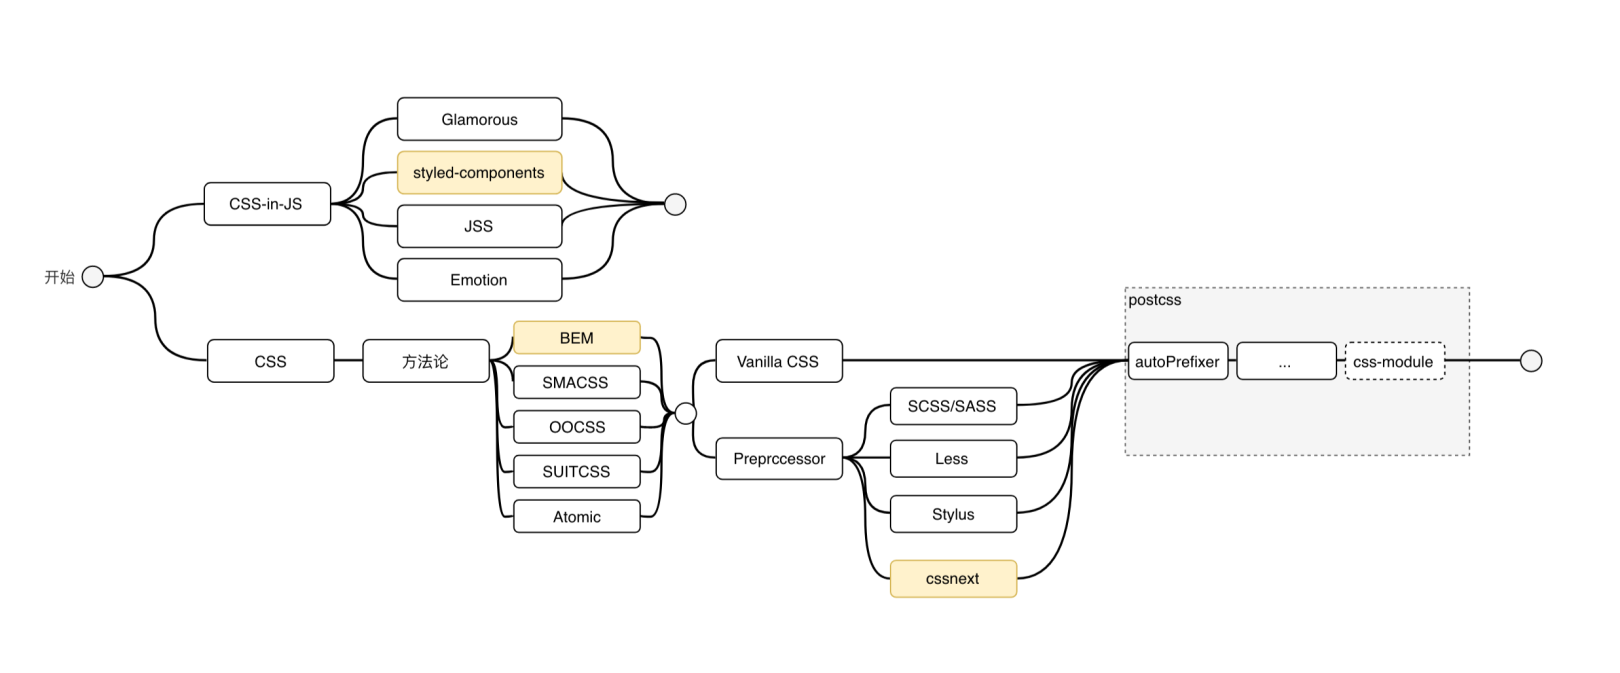 开始
CSS-in-JS
Glamorous
styled-components
JSS
Emotion
CSS
方法论
BEM
SMACSS
OOCSS
SUITCSS
Atomic
Vanilla CSS
Preprccessor
SCSS/SASS
Less
Stylus
cssnext
postcss
autoPrefixer
...
css-module